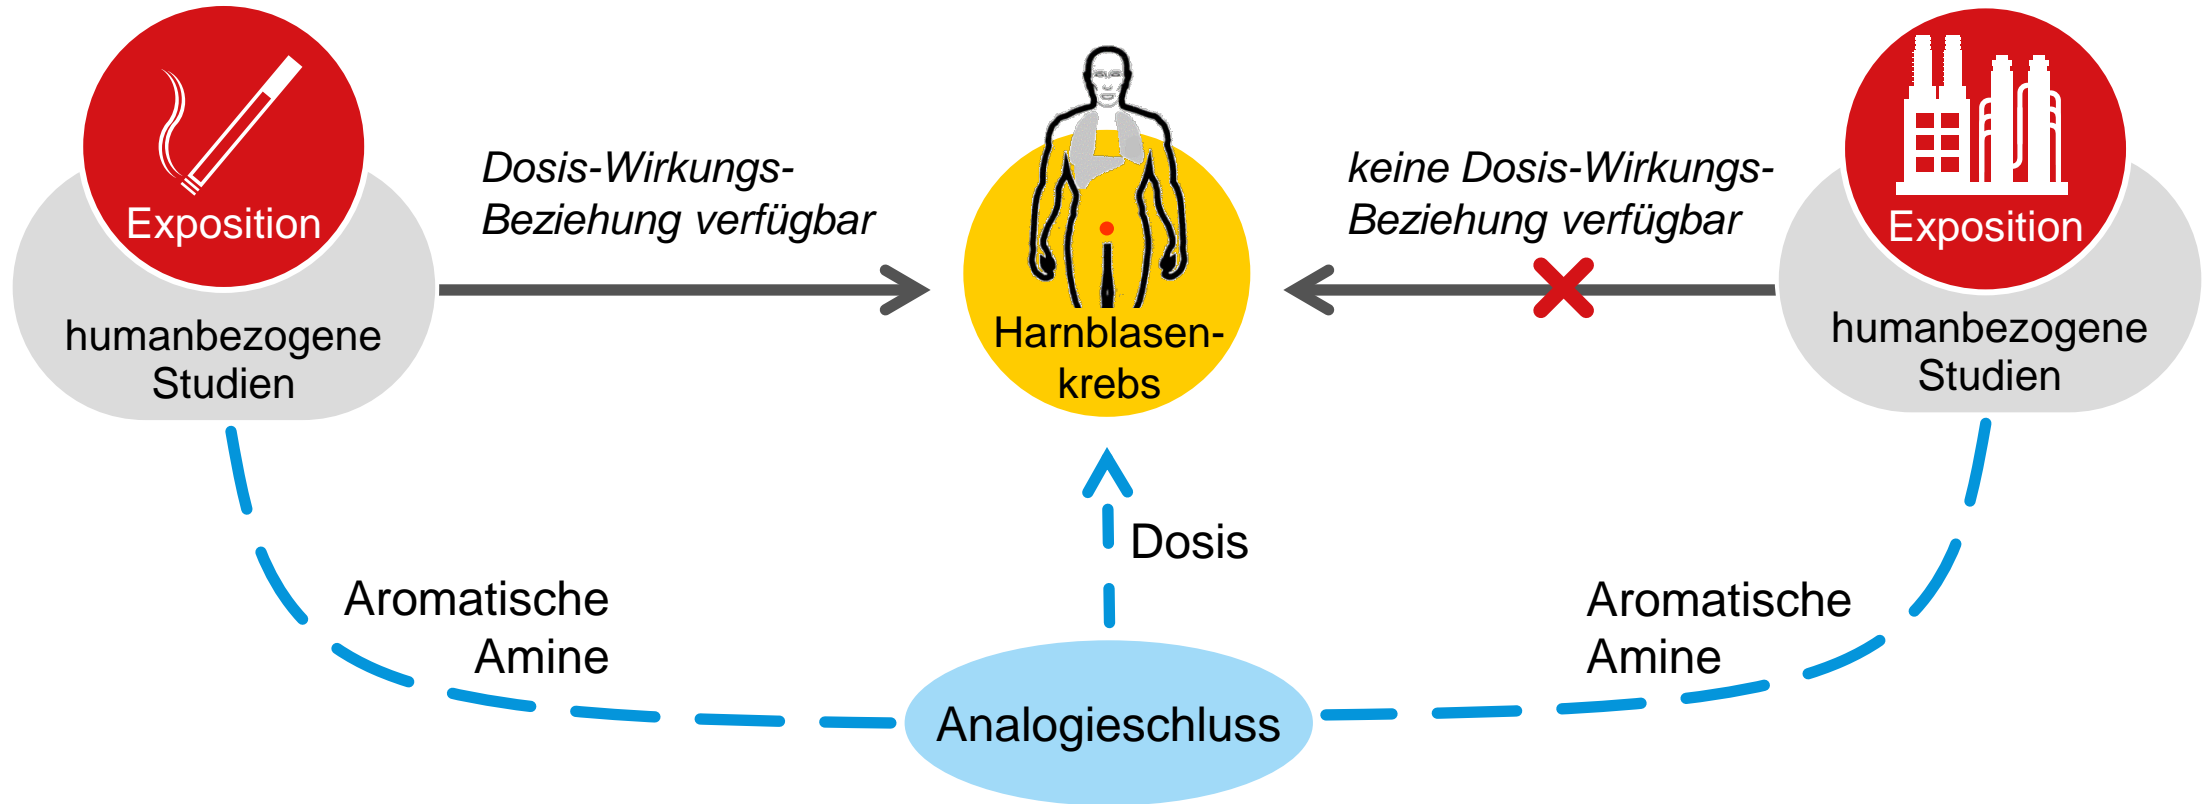 Exposition
humanbezogene
Studien
Dosis-Wirkungs-
Beziehung verfügbar
Harnblasen-
krebs
keine Dosis-Wirkungs-
Beziehung verfügbar
Exposition
humanbezogene
Studien
Aromatische
Amine
Dosis
Aromatische
Amine
Analogieschluss